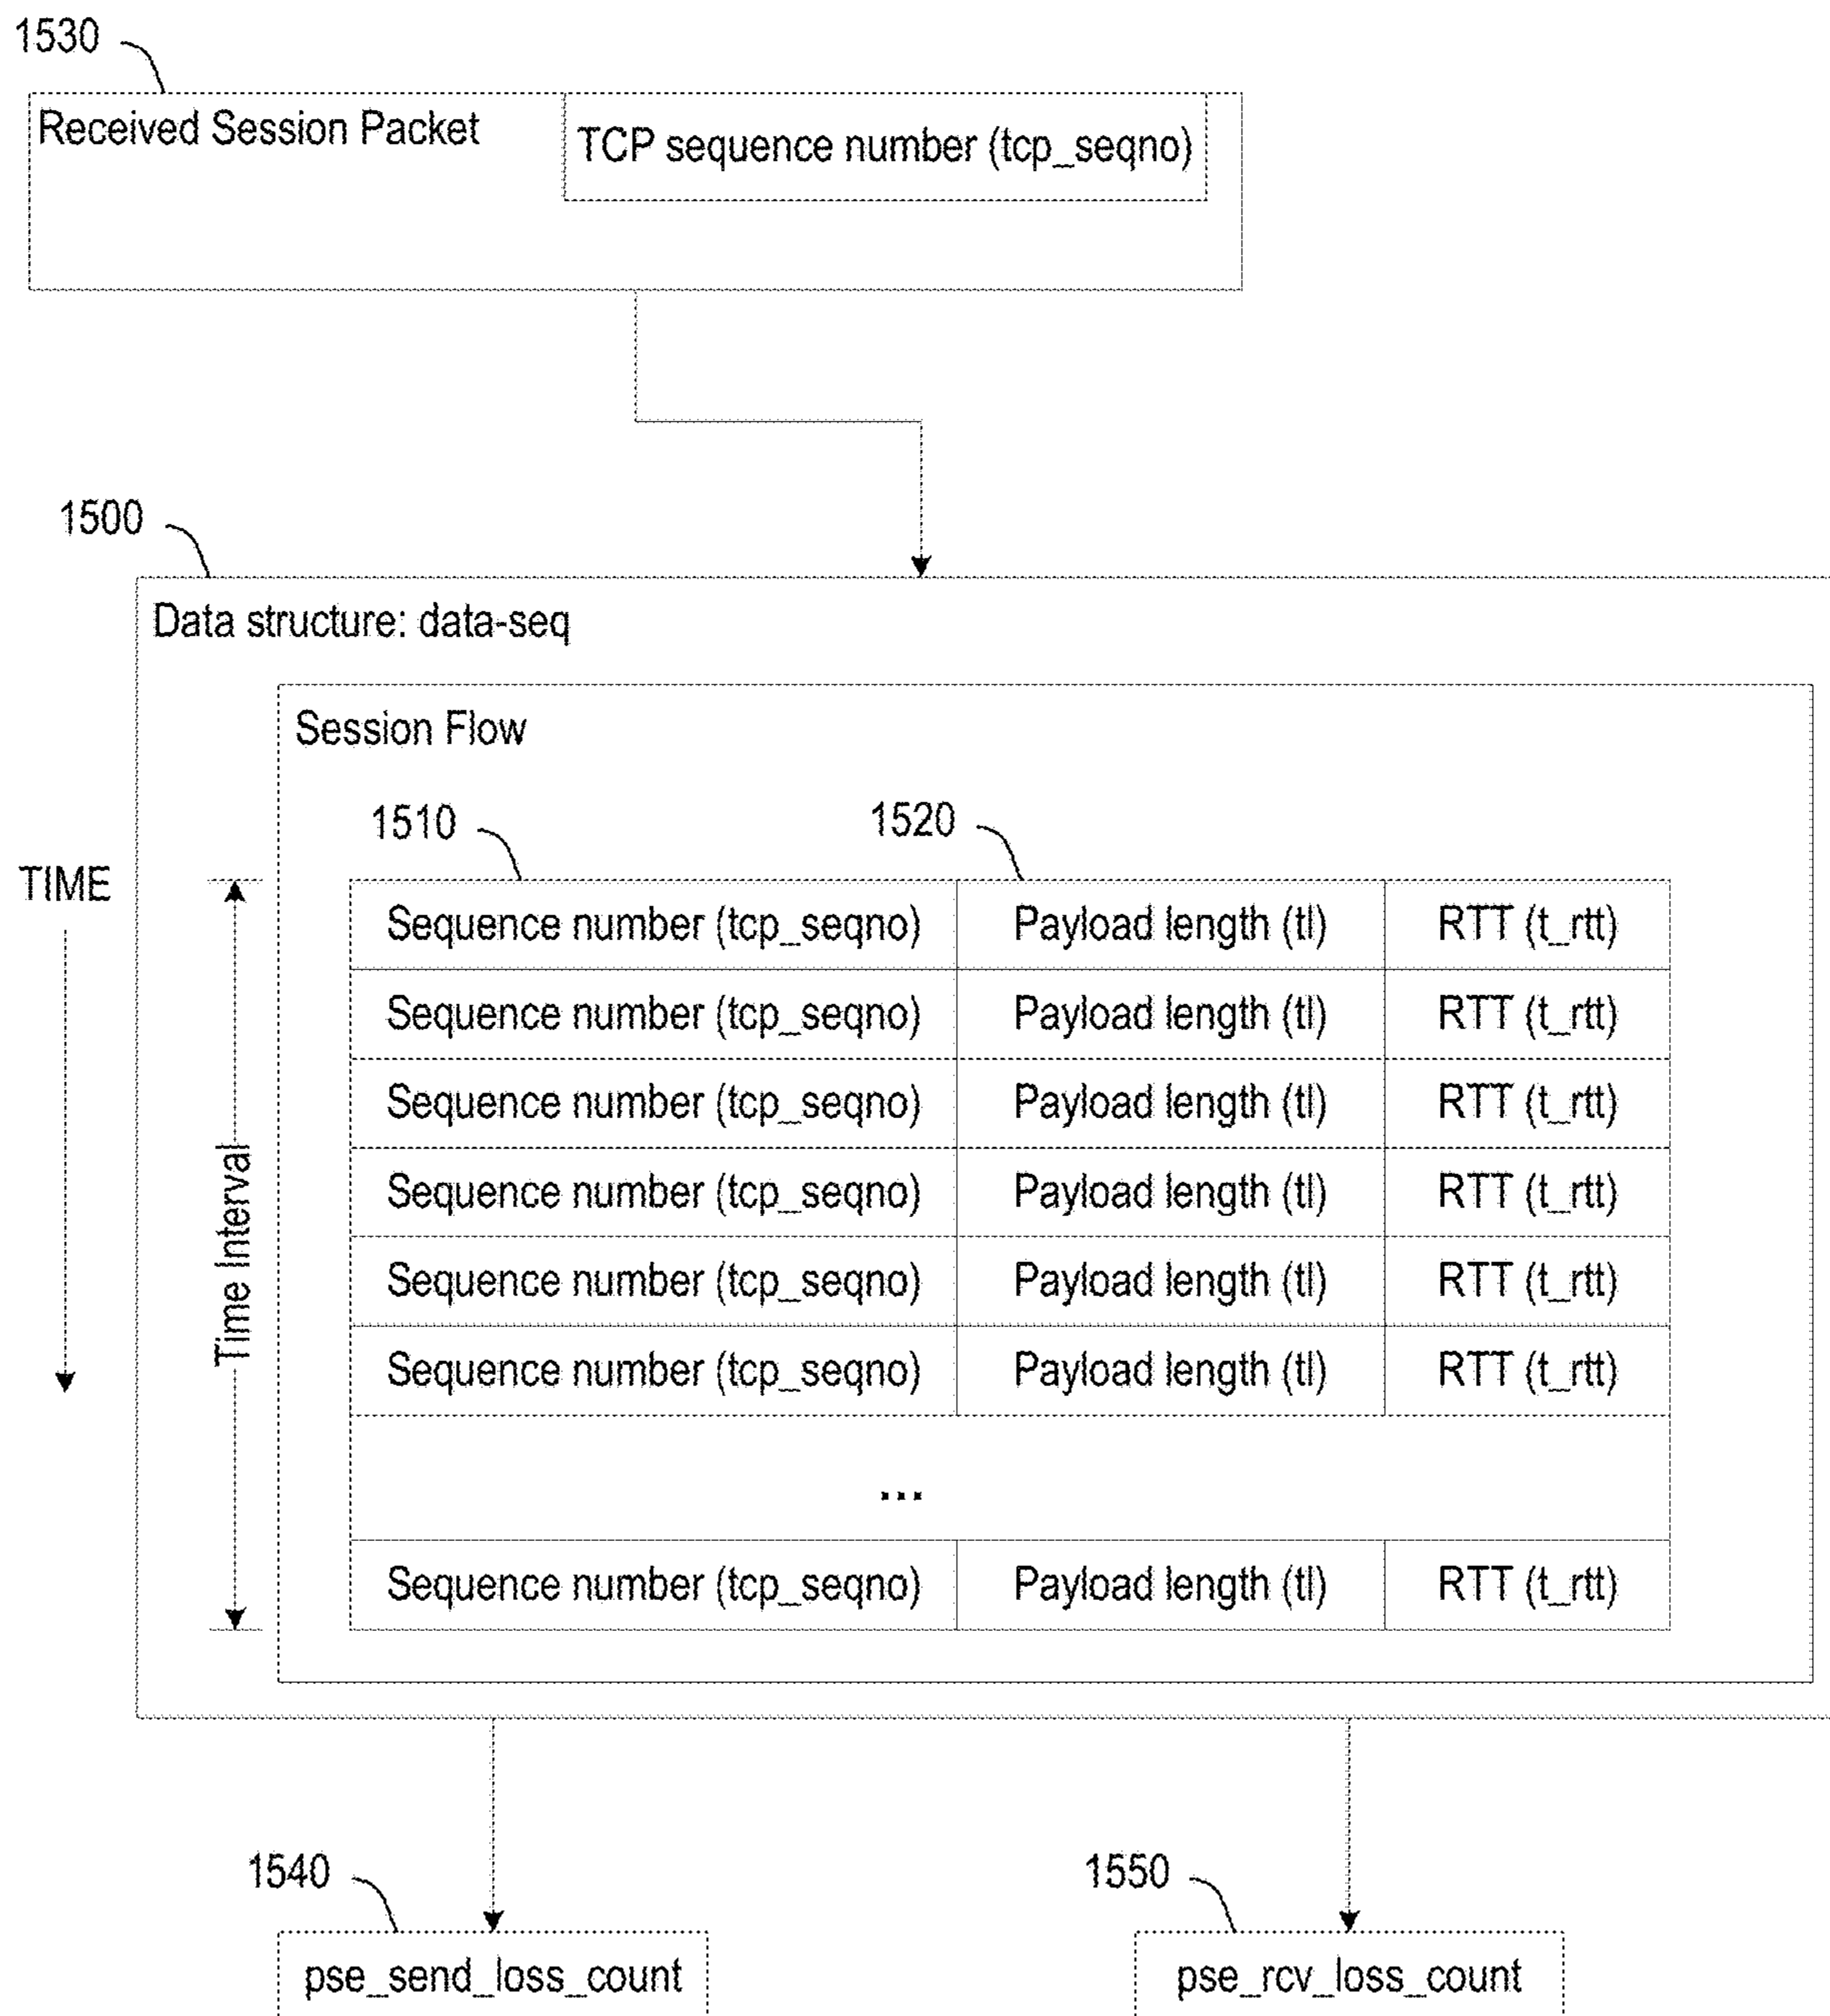 1530
Received Session Packet
TCP sequence number (tcp_seqno)
1500
Data structure: data-seq
Session Flow
1510
1520
TIME
Time Interval
Sequence number (tcp_seqno) Payload length (tl) RTT (t_rtt)
Sequence number (tcp_seqno) Payload length (tl) RTT (t_rtt)
Sequence number (tcp_seqno) Payload length (tl) RTT (t_rtt)
Sequence number (tcp_seqno) Payload length (tl) RTT (t_rtt)
Sequence number (tcp_seqno) Payload length (tl) RTT (t_rtt)
Sequence number (tcp_seqno) Payload length (tl) RTT (t_rtt)
...
Sequence number (tcp_seqno) Payload length (tl) RTT (t_rtt)
1540
1550
pse_send_loss_count
pse_rcv_loss_count